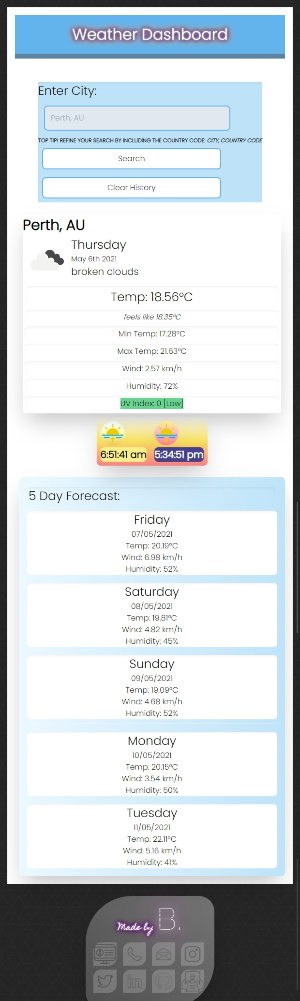 Weather Dashboard
Enter City:
Perth, AU
TOP TIP! REFINE YOUR SEARCH BY INCLUDING THE COUNTRY CODE: CITY, COUNTRY CODE
Search
Clear History
Perth, AU
Thursday
May 6th 2021
broken clouds
Temp: 18.56°C
feels like 18.35°C
Min Temp: 17.28°C
Max Temp: 21.63°C
Wind: 2.57 km/h
Humidity: 72%
UV Index: 0 [Low]
6:51:41 am 5:34:51 pm
5 Day Forecast:
Friday
07/05/2021
Temp: 20.19°C
Wind: 6.98 km/h
Humidity: 52%
Saturday
08/05/2021
Temp: 19.81°C
Wind: 4.82 km/h
Humidity: 45%
Sunday
09/05/2021
Temp: 19.09°C
Wind: 4.68 km/h
Humidity: 52%
Monday
10/05/2021
Temp: 20.15°C
Wind: 3.54 km/h
Humidity: 50%
Tuesday
11/05/2021
Temp: 22.11°C
Wind: 5.16 km/h
Humidity: 41%
Made by B.
in